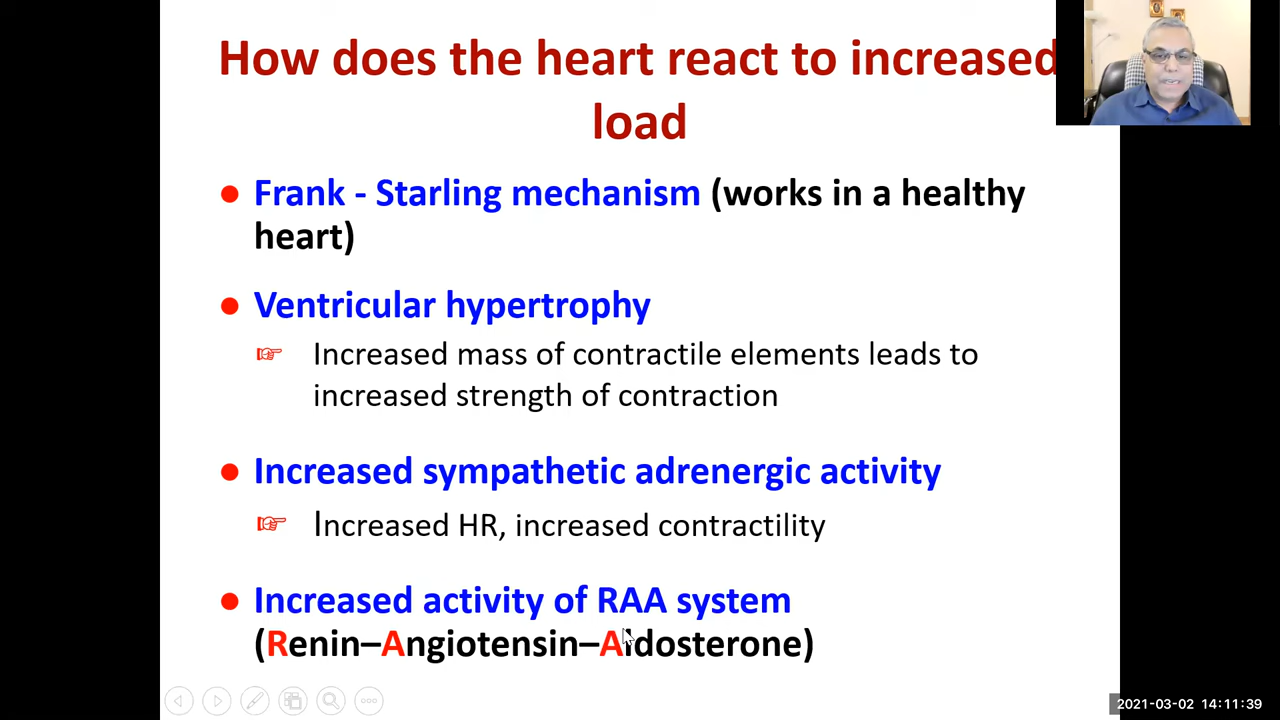 How does the heart react to increased
load
Frank - Starling mechanism (works in a healthy
heart)
Ventricular hypertrophy
Increased mass of contractile elements leads to
increased strength of contraction
Increased sympathetic adrenergic activity
Increased HR, increased contractility
Increased activity of RAA system
(Renin–Angiotensin–Aldosterone)
2021-03-02 14:11:39